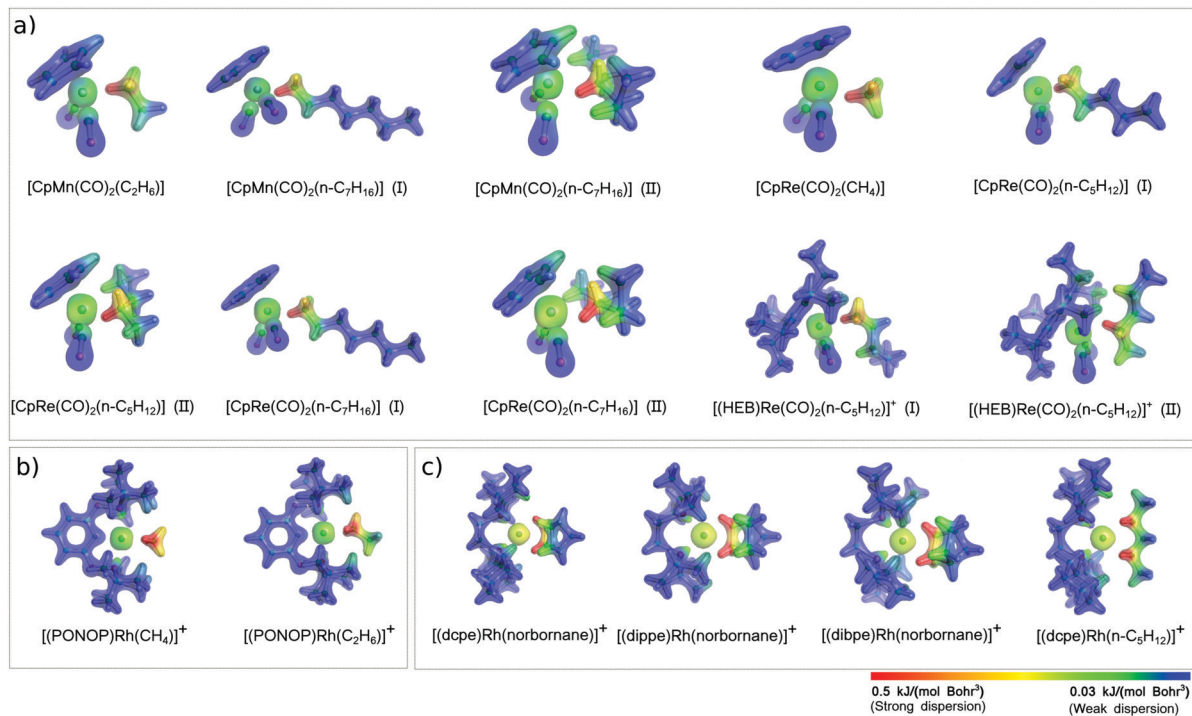 a)
[CpMn(CO)₂(C₂H₆)]
[CpMn(CO)₂(n-C₇H₁₆)] (I)
[CpMn(CO)₂(n-C₇H₁₆)] (II)
[CpRe(CO)₂(CH₄)]
[CpRe(CO)₂(n-C₅H₁₂)] (I)
[CpRe(CO)₂(n-C₅H₁₂)] (II)
[CpRe(CO)₂(n-C₇H₁₆)] (I)
[CpRe(CO)₂(n-C₇H₁₆)] (II)
[(HEB)Re(CO)₂(n-C₅H₁₂)]⁺ (I)
[(HEB)Re(CO)₂(n-C₅H₁₂)]⁺ (II)
b)
[(PONOP)Rh(CH₄)]⁺
[(PONOP)Rh(C₂H₆)]⁺
c)
[(dcpe)Rh(norbornane)]⁺
[(dippe)Rh(norbornane)]⁺
[(dibpe)Rh(norbornane)]⁺
[(dcpe)Rh(n-C₅H₁₂)]⁺
0.5 kJ/(mol Bohr³)
(Strong dispersion)
0.03 kJ/(mol Bohr³)
(Weak dispersion)